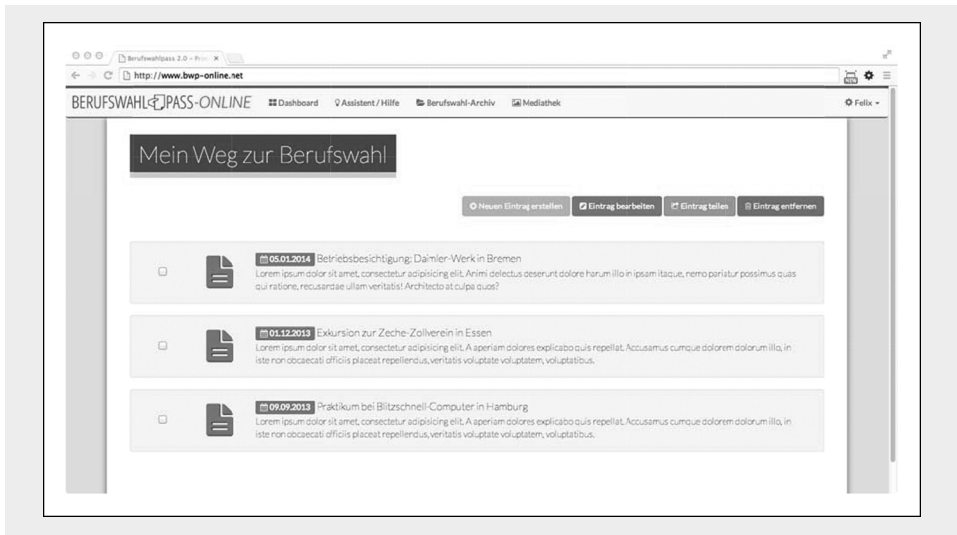 Berufswahlpass 2.0 – Pro
http://www.bwp-online.net
BERUFSWAHL PASS-ONLINE Dashboard Assistent / Hilfe Berufswahl-Archiv Mediathek Felix
Mein Weg zur Berufswahl
Neuen Eintrag erstellen Eintrag bearbeiten Eintrag teilen Eintrag entfernen
05.01.2014 Betriebsbesichtigung: Daimler-Werk in Bremen
Lorem ipsum dolor sit amet, consectetur adipisicing elit. Animi delectus deserunt dolore harum illo in ipsam itaque, nemo pariatur possimus quas
qui ratione, recusandae ullam veritatis! Architecto at culpa quos?
01.12.2013 Exkursion zur Zeche-Zollverein in Essen
Lorem ipsum dolor sit amet, consectetur adipisicing elit. A aperiam dolores explicabo quis repellat. Accusamus cumque dolorem dolorum illo, in
iste non obcaecati officiis placeat repellendus, veritatis voluptate voluptatem, voluptatibus.
09.09.2013 Praktikum bei Blitzschnell-Computer in Hamburg
Lorem ipsum dolor sit amet, consectetur adipisicing elit. A aperiam dolores explicabo quis repellat. Accusamus cumque dolorem dolorum illo, in
iste non obcaecati officiis placeat repellendus, veritatis voluptate voluptatem, voluptatibus.